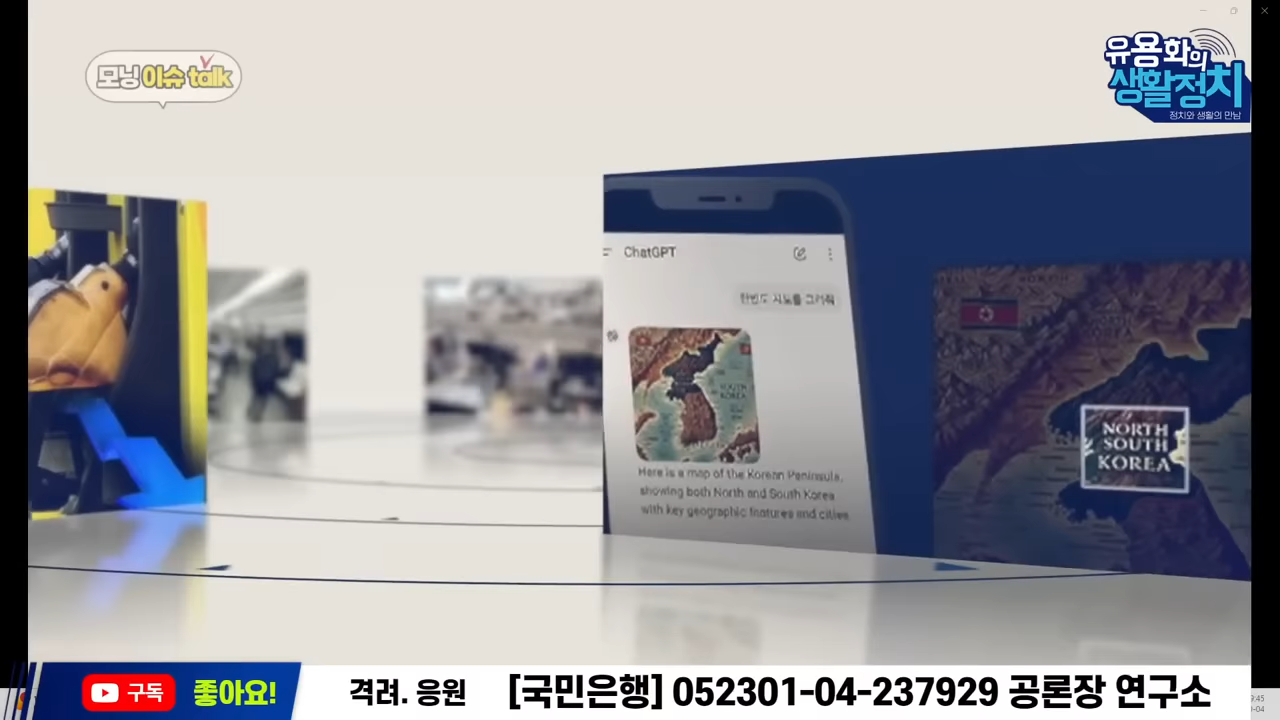 모닝이슈talk
유용화의
생활정치
정치와 생활의 만남
ChatGPT
한반도 지도를 그려줘
SOUTH
KOREA
Here is a map of the Korean Peninsula,
showing both North and South Korea
with key geographic features and cities
NORTH
SOUTH
KOREA
구독 좋아요! 격려. 응원 [국민은행] 052301-04-237929 공론장 연구소